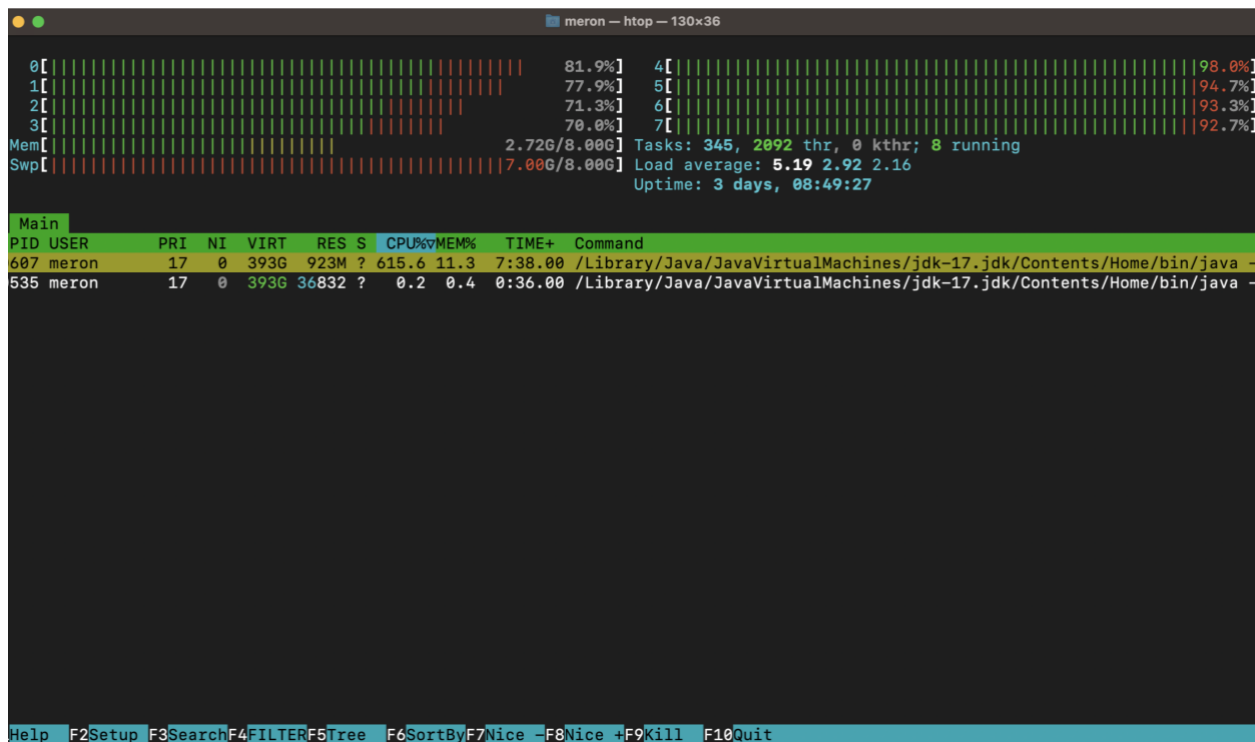 meron — htop — 130×36
0[ 81.9%] 4[ 98.0%]
1[ 77.9%] 5[ 94.7%]
2[ 71.3%] 6[ 93.3%]
3[ 70.0%] 7[ 92.7%]
Mem[ 2.72G/8.00G] Tasks: 345, 2092 thr, 0 kthr; 8 running
Swp[ 7.00G/8.00G] Load average: 5.19 2.92 2.16
Uptime: 3 days, 08:49:27
Main
PID USER PRI NI VIRT RES S CPU%▽MEM% TIME+ Command
607 meron 17 0 393G 923M ? 615.6 11.3 7:38.00 /Library/Java/JavaVirtualMachines/jdk-17.jdk/Contents/Home/bin/java -
535 meron 17 0 393G 36832 ? 0.2 0.4 0:36.00 /Library/Java/JavaVirtualMachines/jdk-17.jdk/Contents/Home/bin/java -
Help F2Setup F3SearchF4FILTERF5Tree F6SortByF7Nice -F8Nice +F9Kill F10Quit